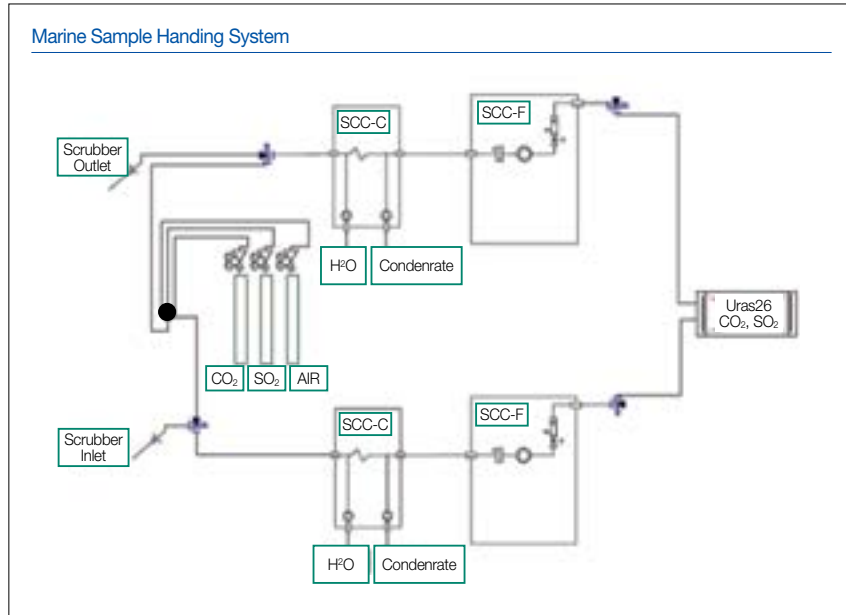 Marine Sample Handing System
SCC-C
SCC-F
Scrubber
Outlet
H²O
Condenrate
Uras26
CO₂, SO₂
CO₂
SO₂
AIR
SCC-C
SCC-F
Scrubber
Inlet
H²O
Condenrate